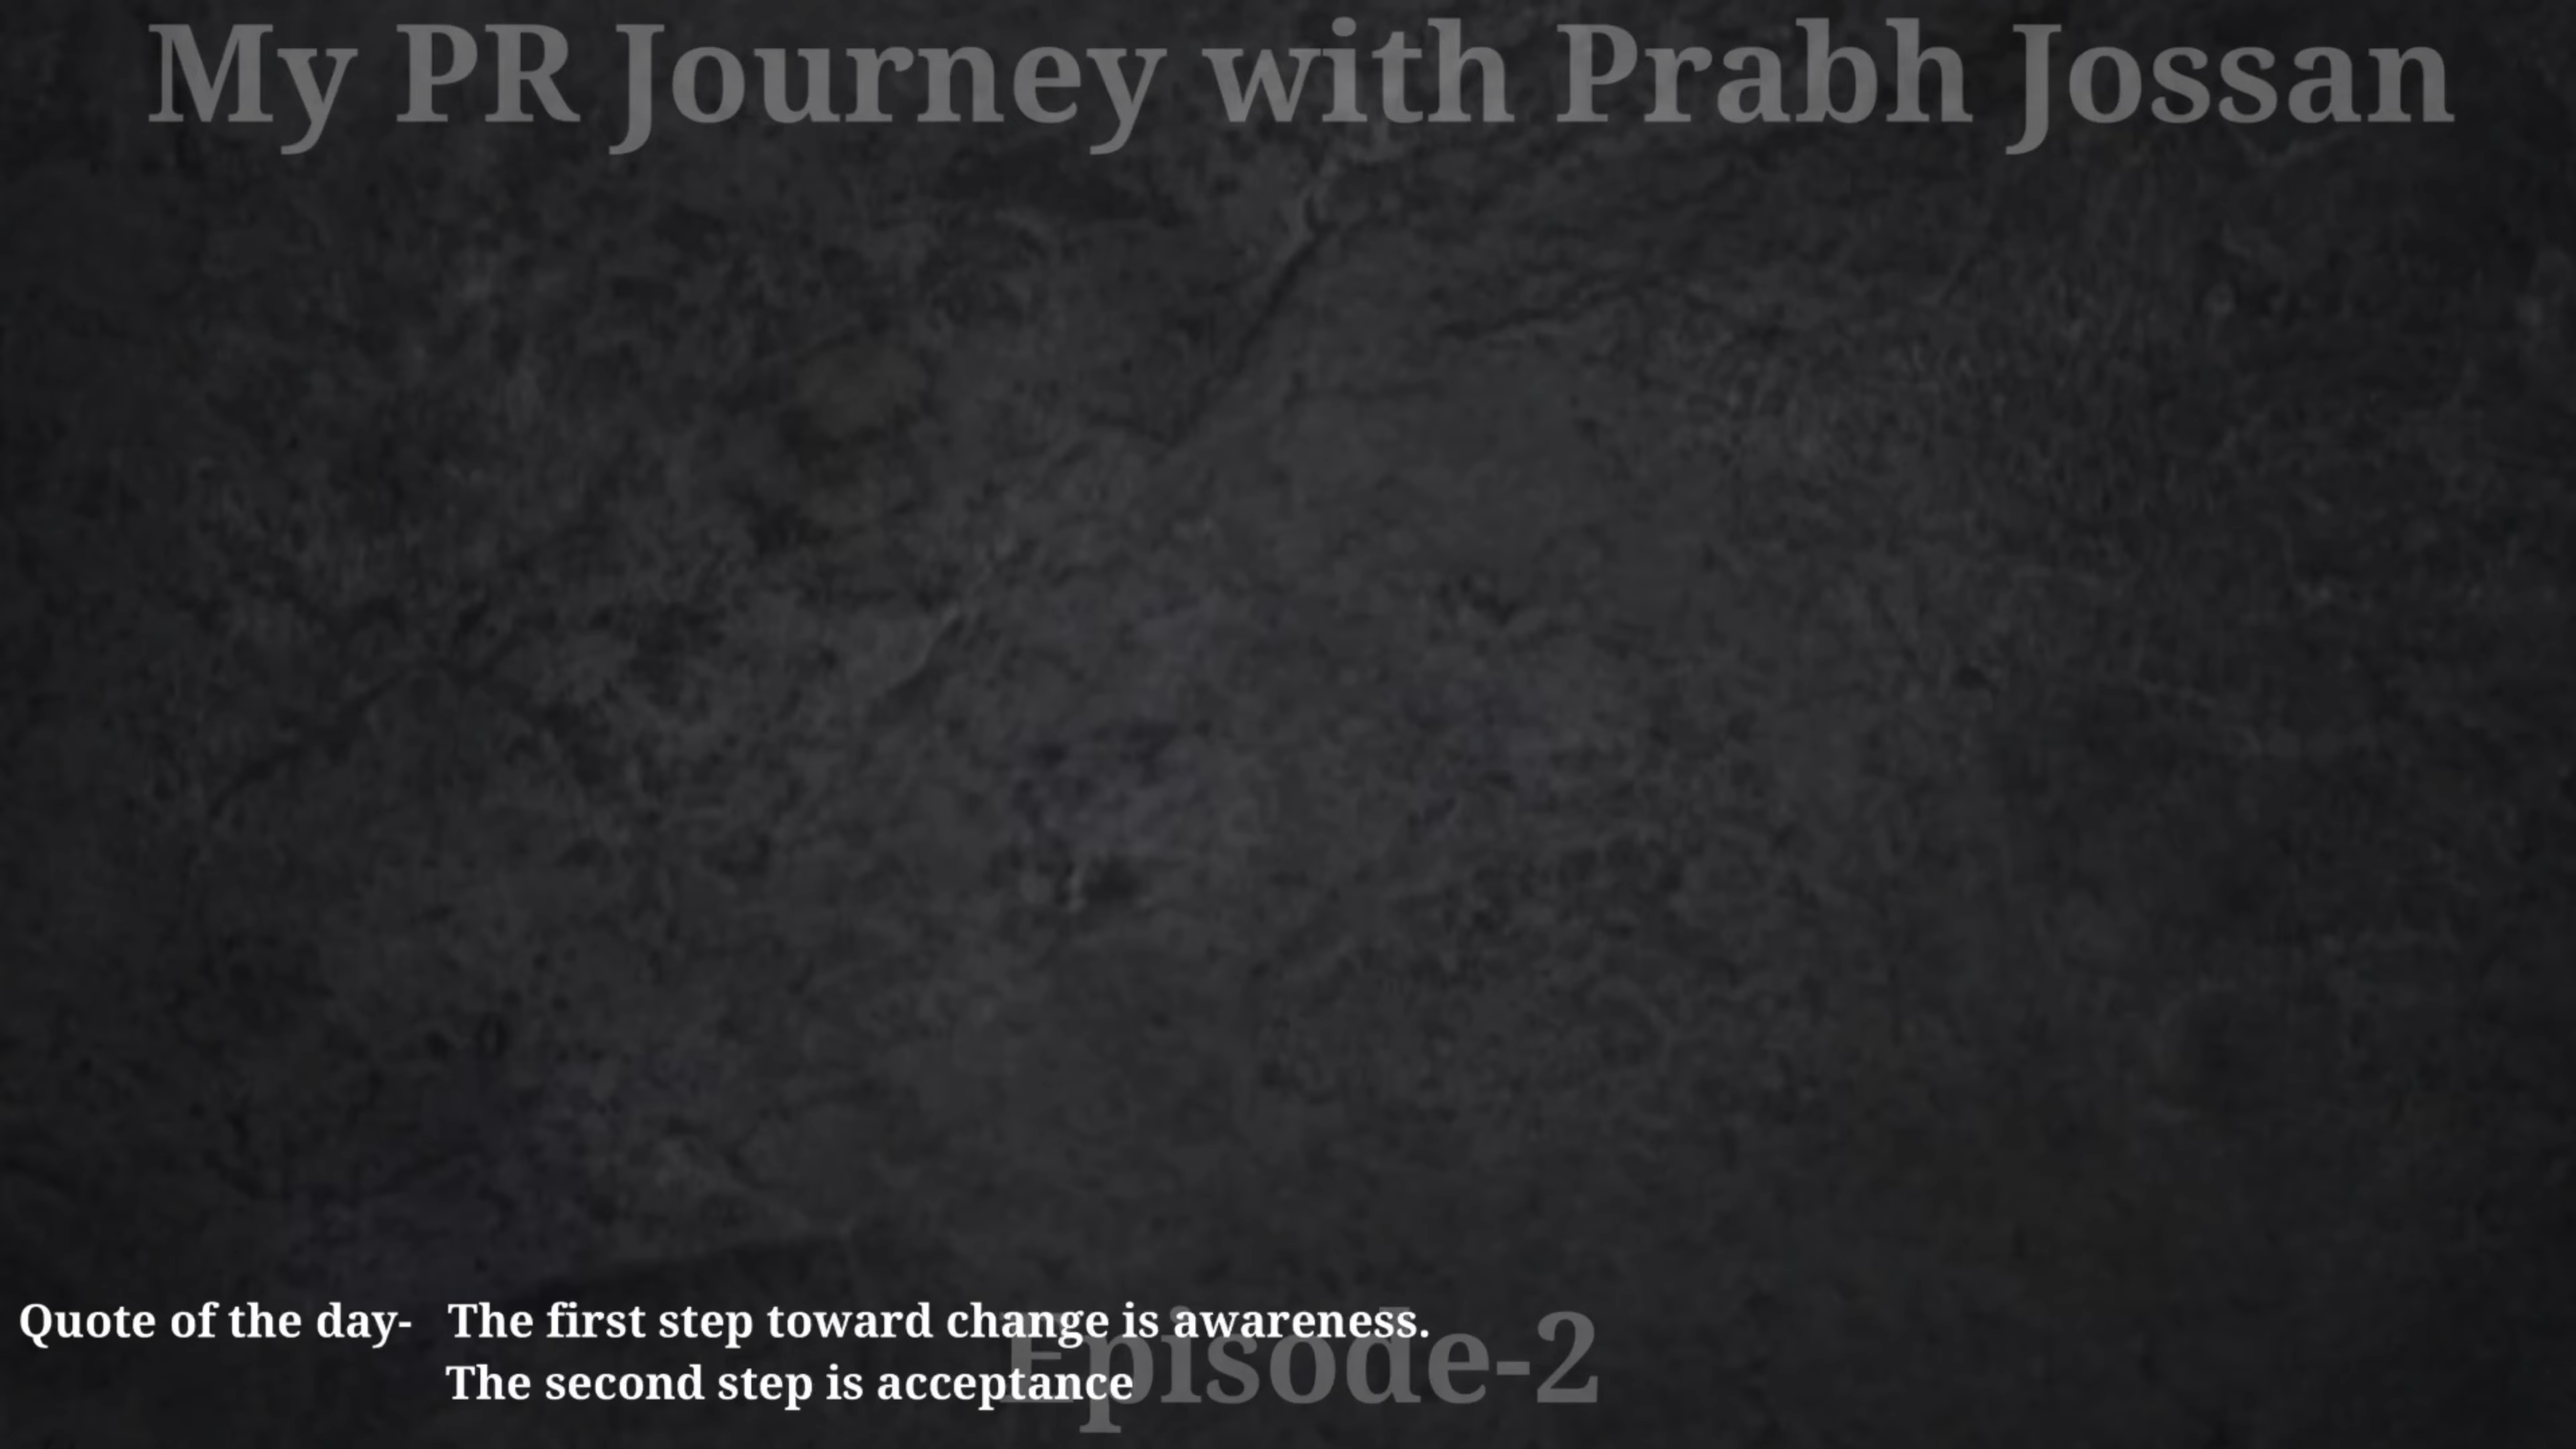 My PR Journey with Prabh Jossan
Quote of the day- The first step toward change is awareness.
The second step is acceptance
Episode-2